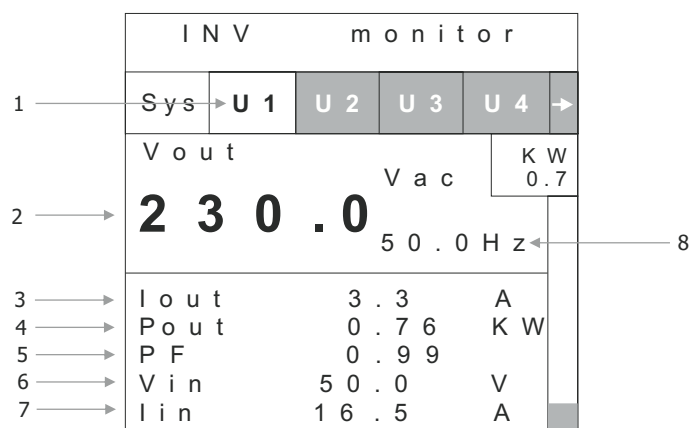 INV monitor
1 Sys U1 U2 U3 U4 →
Vout KW
Vac 0.7
2 230.0
50.0Hz 8
3 Iout 3.3 A
4 Pout 0.76 KW
5 PF 0.99
6 Vin 50.0 V
7 Iin 16.5 A